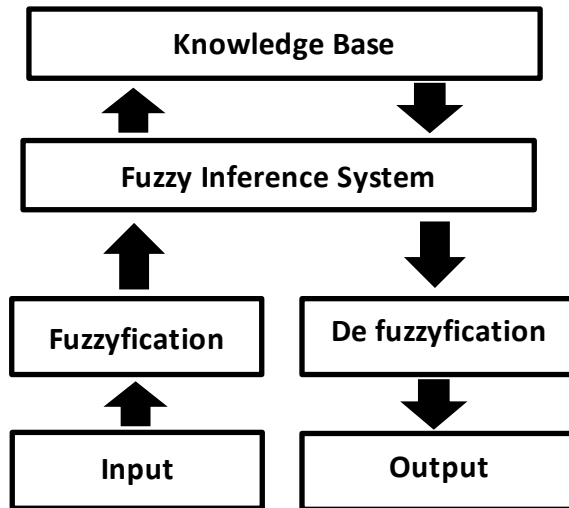 Knowledge Base
Fuzzy Inference System
Fuzzyfication
De fuzzyfication
Input
Output